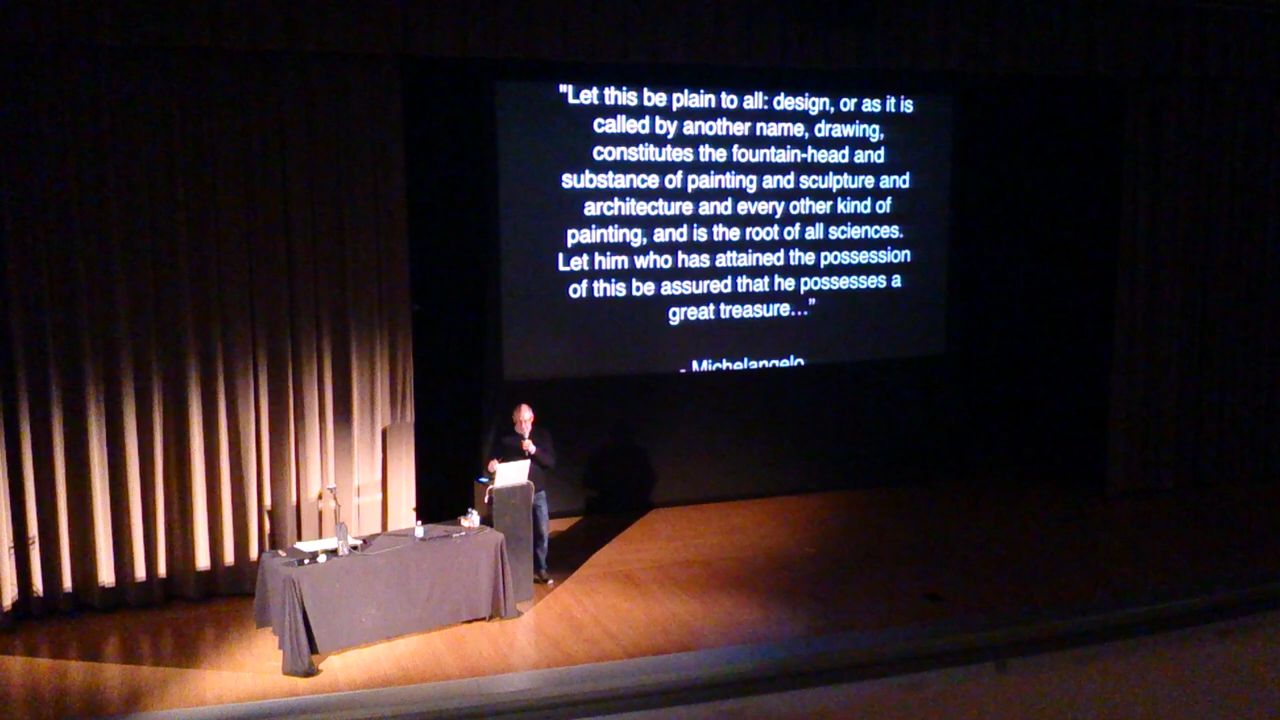 "Let this be plain to all: design, or as it is
called by another name, drawing,
constitutes the fountain-head and
substance of painting and sculpture and
architecture and every other kind of
painting, and is the root of all sciences.
Let him who has attained the possession
of this be assured that he possesses a
great treasure…”
- Michelangelo